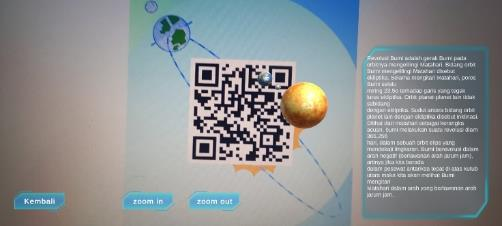 Revolusi Bumi adalah gerak Bumi pada
orbitnya mengelilingi Matahari. Bidang orbit
Bumi mengelilingi Matahari disebut
ekliptika. Selama mengitari Matahari, poros
Bumi selalu
miring 23,50 terhadap garis yang tegak
lurus ekliptika. Orbit planet-planet lain tidak
sebidang
dengan ekliptika. Sudut antara bidang orbit
planet lain dengan ekliptika disebut inklinasi.
Dilihat dari matahari sebagai kerangka
acuan, bumi melakukan suatu revolusi dlam
365,256
hari, dalam sebuah orbit elips yang
mendekati lingkaran. Bumi berevolusi dalam
arah negatif (berlawanan arah jarum jam),
artinya jika kita berada
dalam pesawat antariksa tepat di atas kutub
utara maka kita akan melihat Bumi
mengitari
Matahari dalam arah yang berlawanan arah
jarum jam.
Kembali
zoom in
zoom out